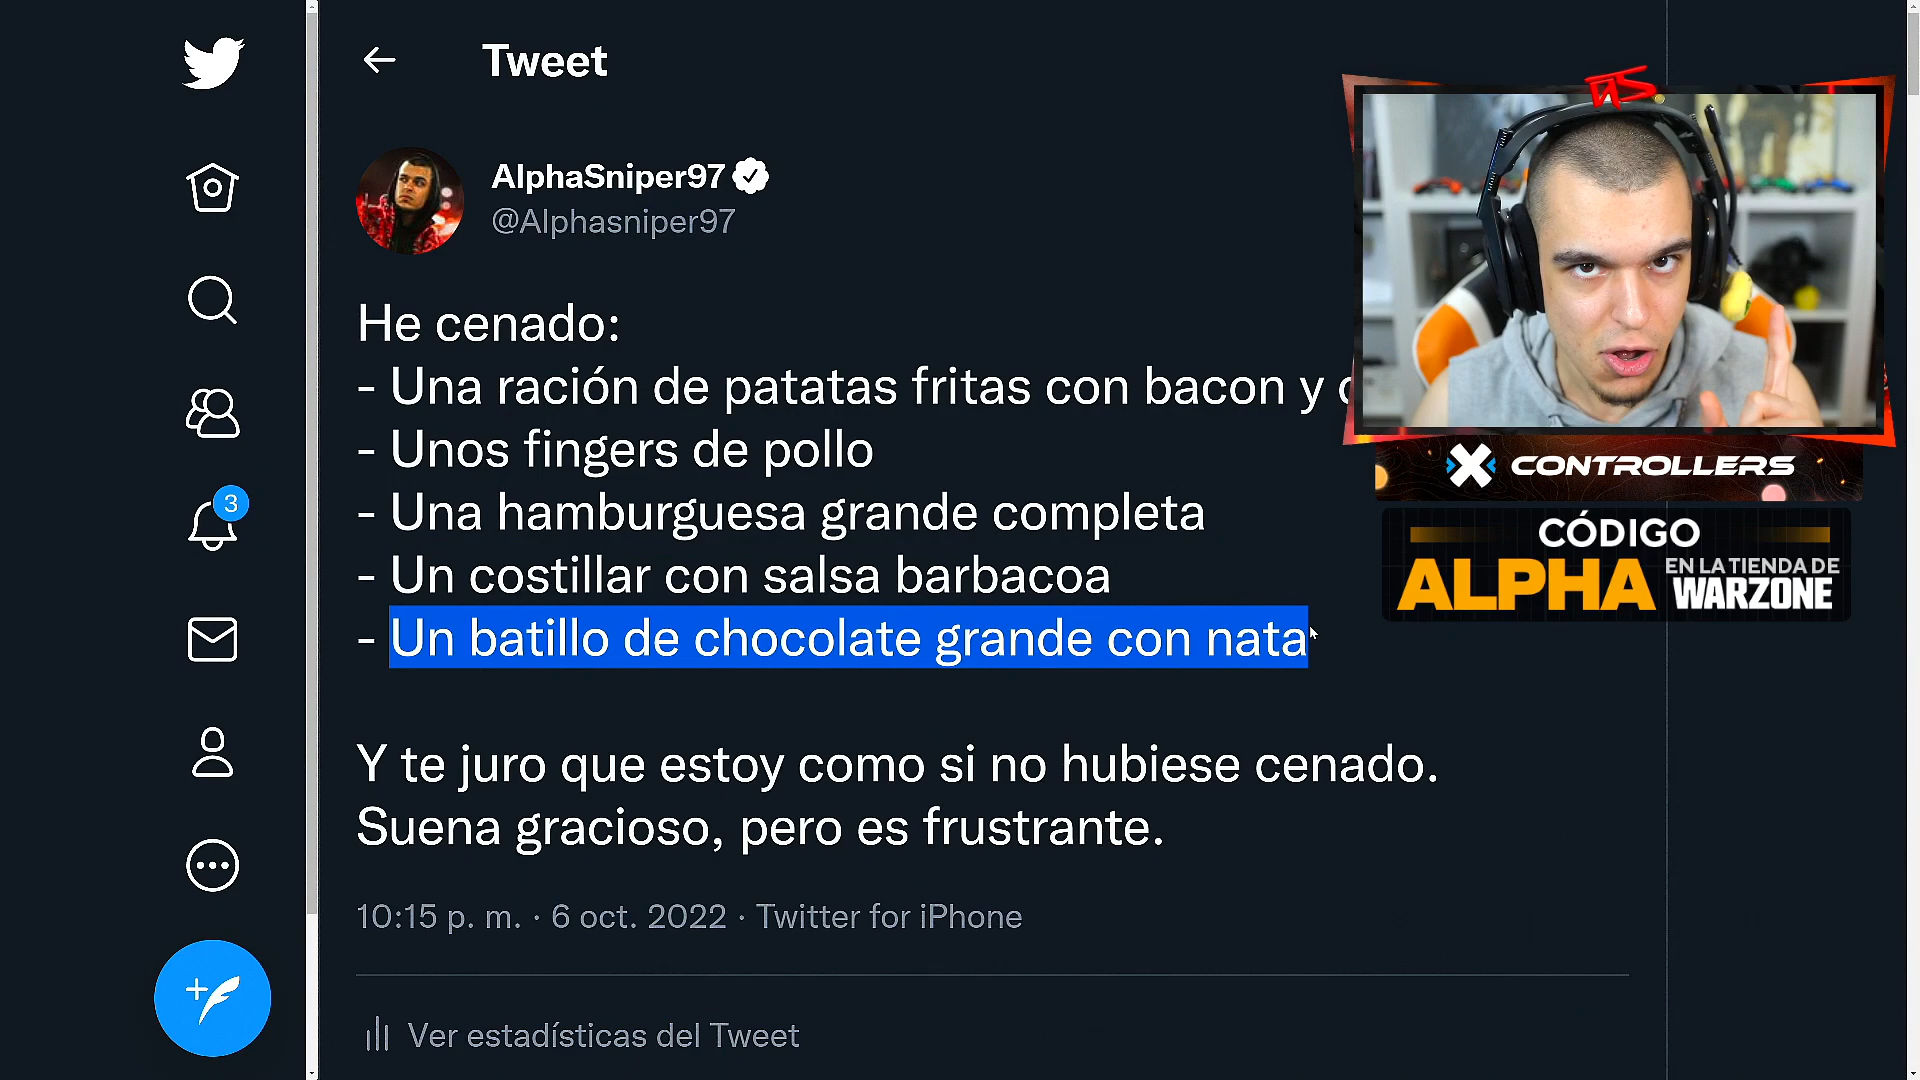 Tweet
AlphaSniper97
@Alphasniper97
He cenado:
- Una ración de patatas fritas con bacon y
- Unos fingers de pollo
- Una hamburguesa grande completa
- Un costillar con salsa barbacoa
- Un batillo de chocolate grande con nata
Y te juro que estoy como si no hubiese cenado.
Suena gracioso, pero es frustrante.
10:15 p. m. · 6 oct. 2022 · Twitter for iPhone
Ver estadísticas del Tweet
3
AS
X CONTROLLERS
CÓDIGO
ALPHA EN LA TIENDA DE
WARZONE